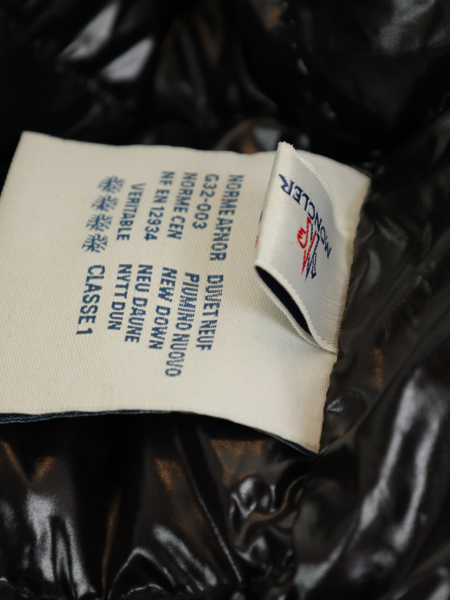 MONCLER
NORME AFNOR DUVET NEUF
G32-003 PIUMINO NUOVO
NORME CEN NEW DOWN
NF EN 12934 NEU DAUNE
VERITABLE NYTT DUN
CLASSE 1